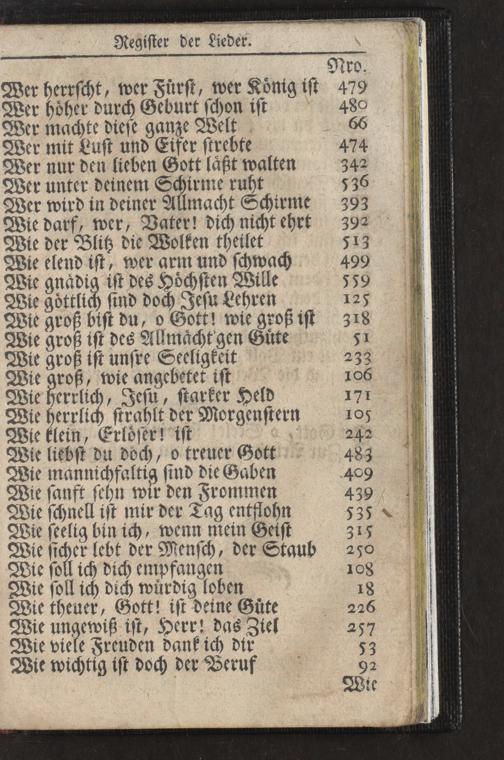 Register der Lieder.
Nro.
Wer herrscht, wer Fürst, wer König ist 479
Wer höher durch Geburt schon ist 480
Wer machte diese ganze Welt 66
Wer mit Lust und Eifer strebte 474
Wer nur den lieben Gott läßt walten 342
Wer unter deinem Schirme ruht 536
Wer wird in deiner Allmacht Schirme 393
Wie darf, wer, Vater! dich nicht ehrt 392
Wie der Blitz die Wolken theilet 513
Wie elend ist, wer arm und schwach 499
Wie gnädig ist des Höchsten Wille 559
Wie göttlich sind doch Jesu Lehren 125
Wie groß bist du, o Gott! wie groß ist 318
Wie groß ist des Allmächt'gen Güte 51
Wie groß ist unsre Seeligkeit 233
Wie groß, wie angebetet ist 106
Wie herrlich, Jesu, starker Held 171
Wie herrlich strahlt der Morgenstern 105
Wie klein, Erlöser! ist 242
Wie liebst du doch, o treuer Gott 483
Wie mannichfaltig sind die Gaben 409
Wie sanft sehn wir den Frommen 439
Wie schnell ist mir der Tag entflohn 535
Wie seelig bin ich, wenn mein Geist 315
Wie sicher lebt der Mensch, der Staub 250
Wie soll ich dich empfangen 108
Wie soll ich dich würdig loben 18
Wie theuer, Gott! ist deine Güte 226
Wie ungewiß ist, Herr! das Ziel 257
Wie viele Freuden dank ich dir 53
Wie wichtig ist doch der Beruf 92
Wie